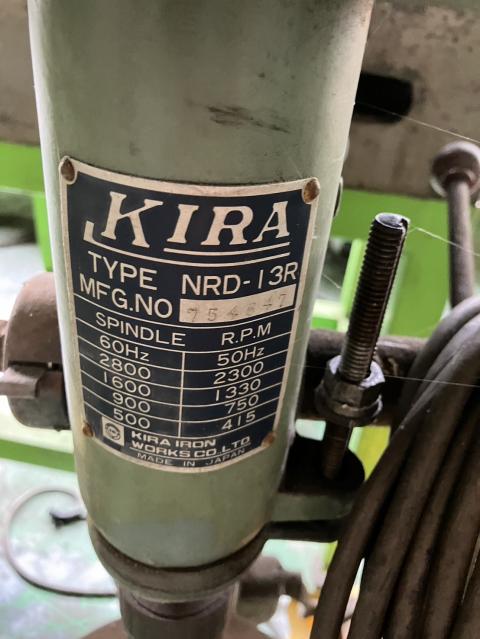 KIRA
TYPE NRD-13R
MFG.NO 754647
SPINDLE R.P.M
60Hz 50Hz
2800 2300
1600 1330
900 750
500 415
KIRA IRON
WORKS CO.LTD.
MADE IN JAPAN